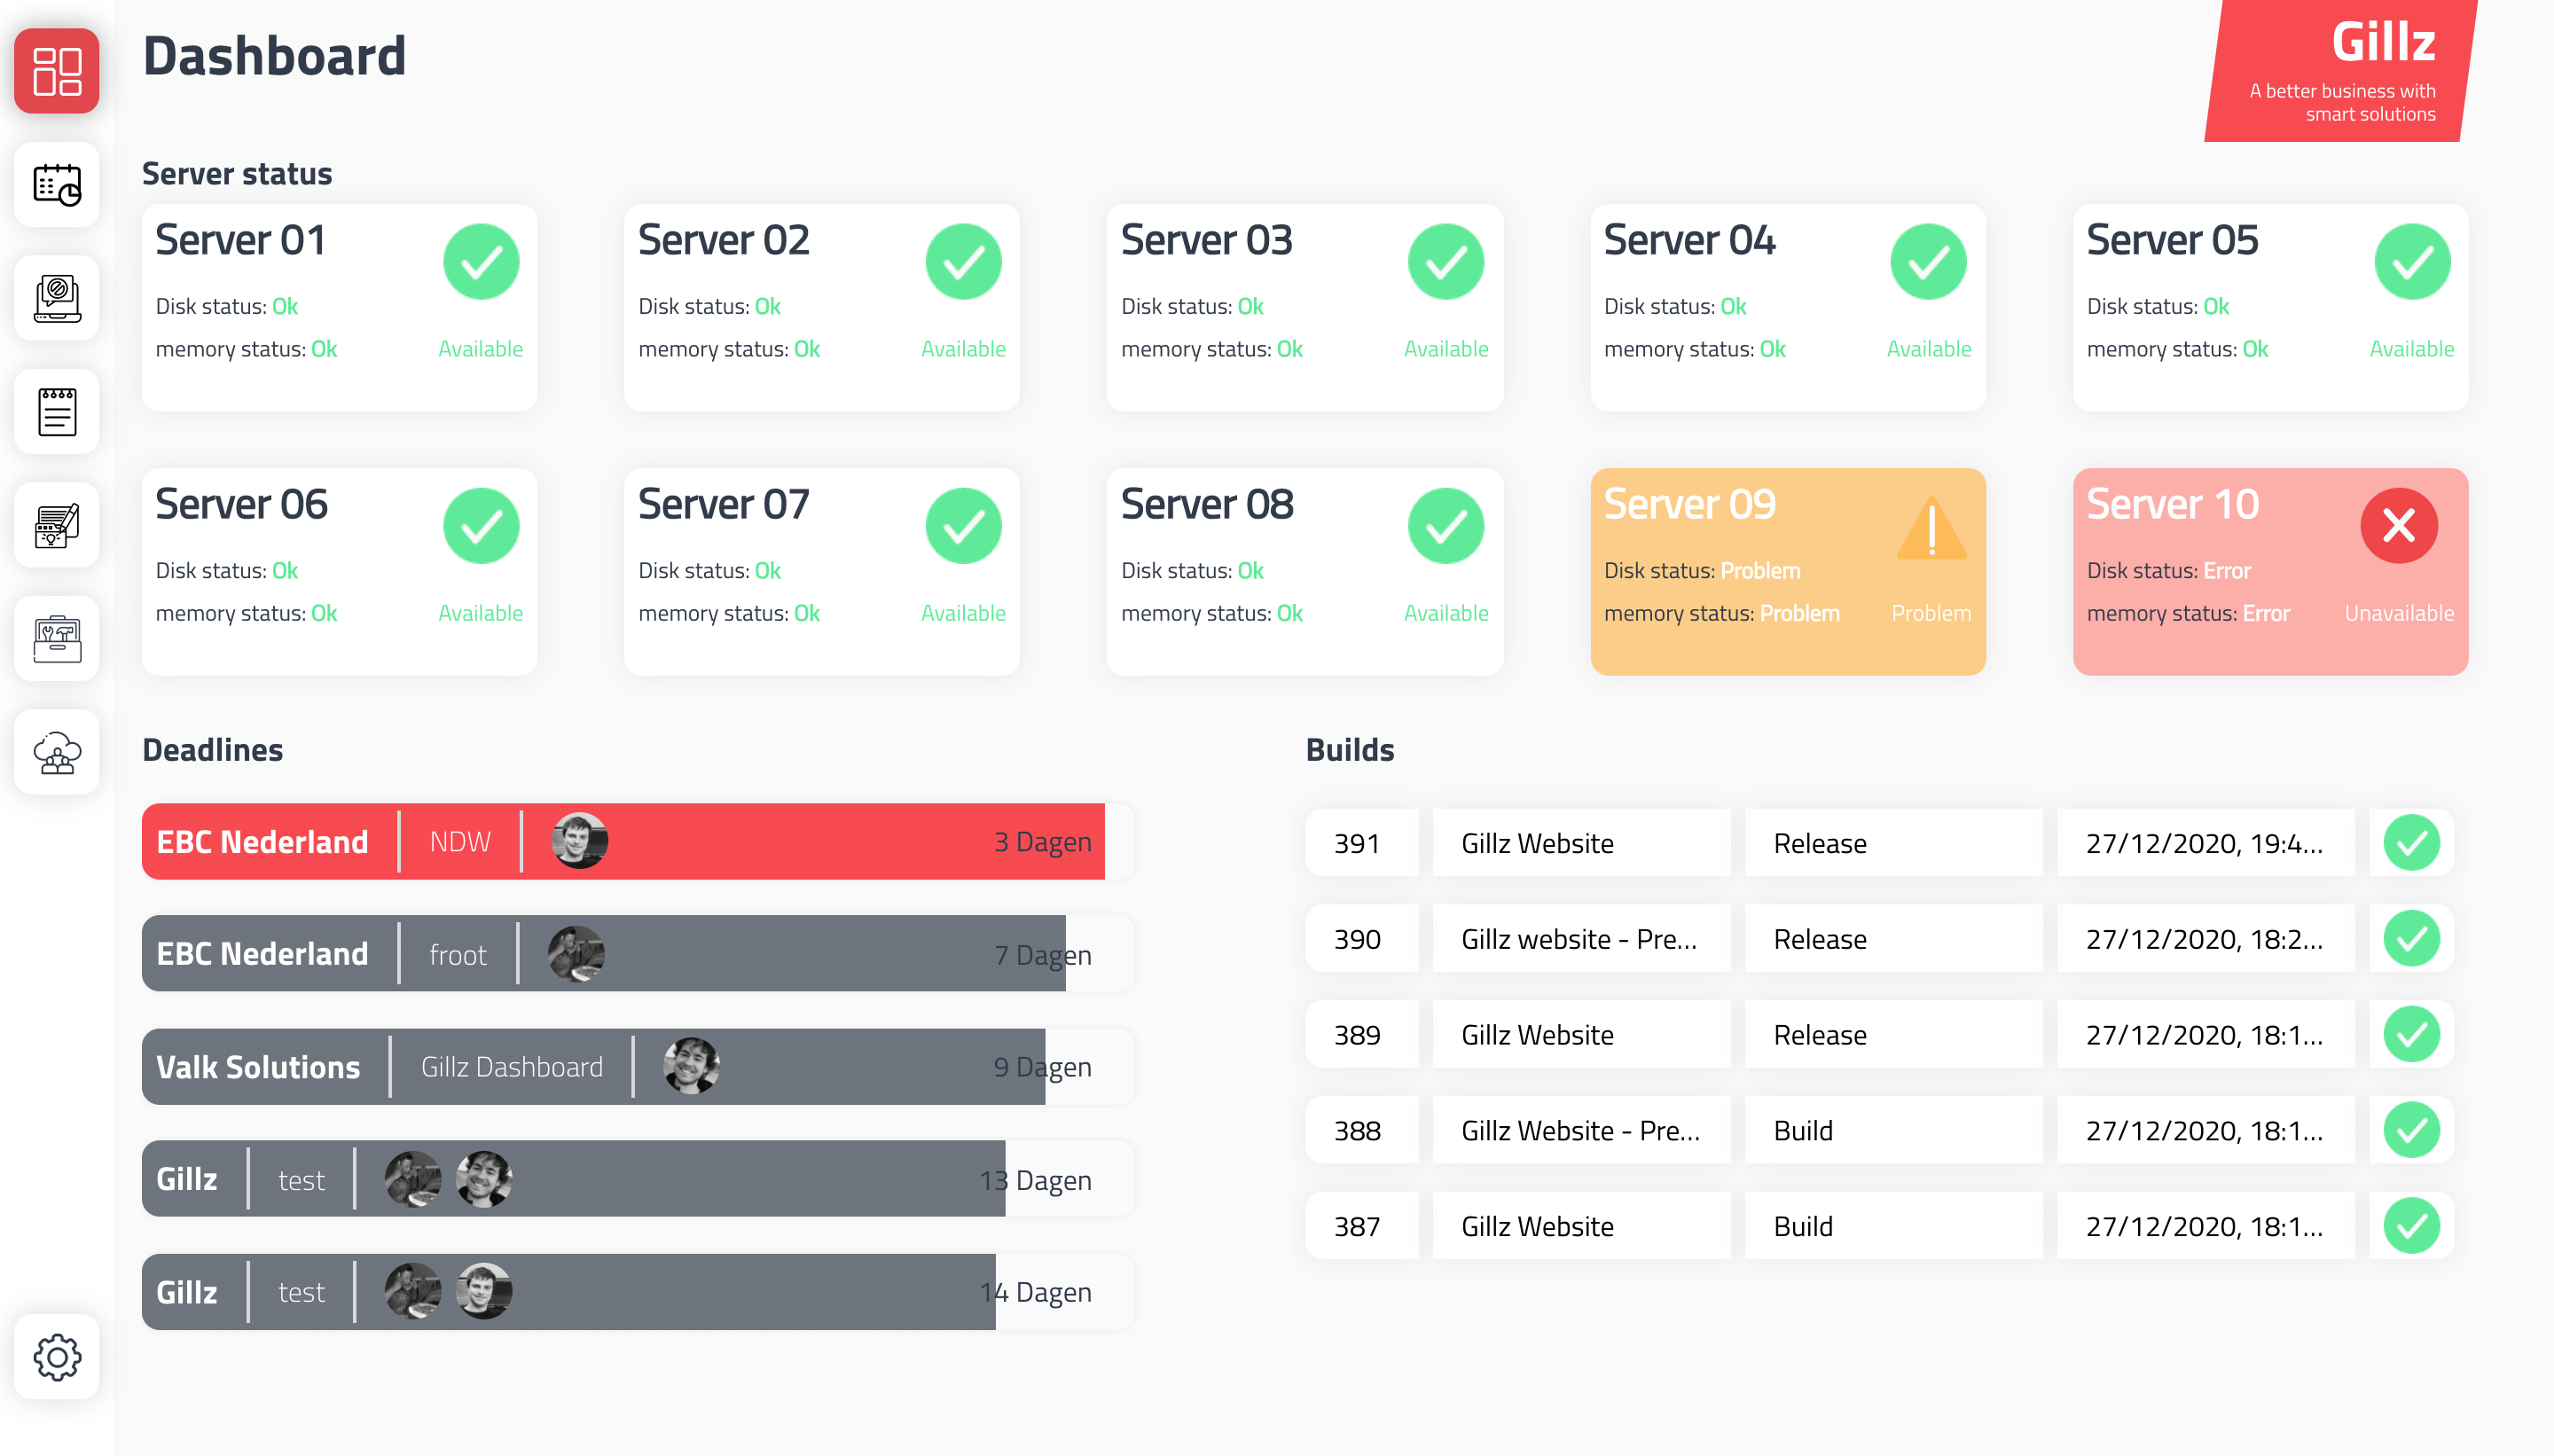 Dashboard
Gillz
A better business with
smart solutions
Server status
Server 01
Disk status: Ok
memory status: Ok
Available
Server 02
Disk status: Ok
memory status: Ok
Available
Server 03
Disk status: Ok
memory status: Ok
Available
Server 04
Disk status: Ok
memory status: Ok
Available
Server 05
Disk status: Ok
memory status: Ok
Available
Server 06
Disk status: Ok
memory status: Ok
Available
Server 07
Disk status: Ok
memory status: Ok
Available
Server 08
Disk status: Ok
memory status: Ok
Available
Server 09
Disk status: Problem
memory status: Problem
Problem
Server 10
Disk status: Error
memory status: Error
Unavailable
Deadlines
EBC Nederland NDW 3 Dagen
EBC Nederland froot 7 Dagen
Valk Solutions Gillz Dashboard 9 Dagen
Gillz test 13 Dagen
Gillz test 14 Dagen
Builds
391 Gillz Website Release 27/12/2020, 19:4...
390 Gillz website - Pre... Release 27/12/2020, 18:2...
389 Gillz Website Release 27/12/2020, 18:1...
388 Gillz Website - Pre... Build 27/12/2020, 18:1...
387 Gillz Website Build 27/12/2020, 18:1...